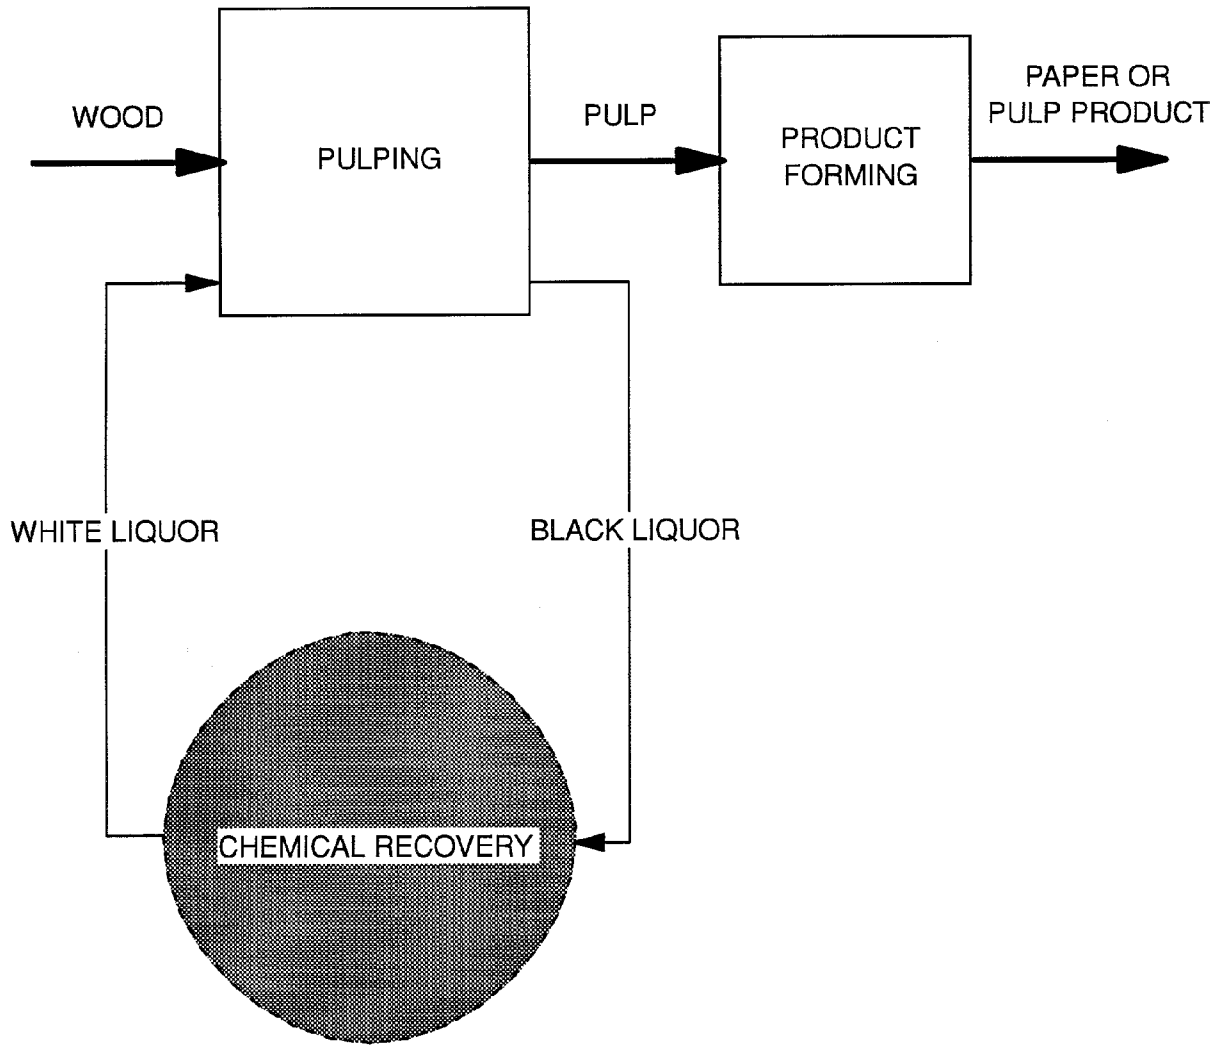 WOOD
PULPING
PULP
PRODUCT
FORMING
PAPER OR
PULP PRODUCT
WHITE LIQUOR
BLACK LIQUOR
CHEMICAL RECOVERY